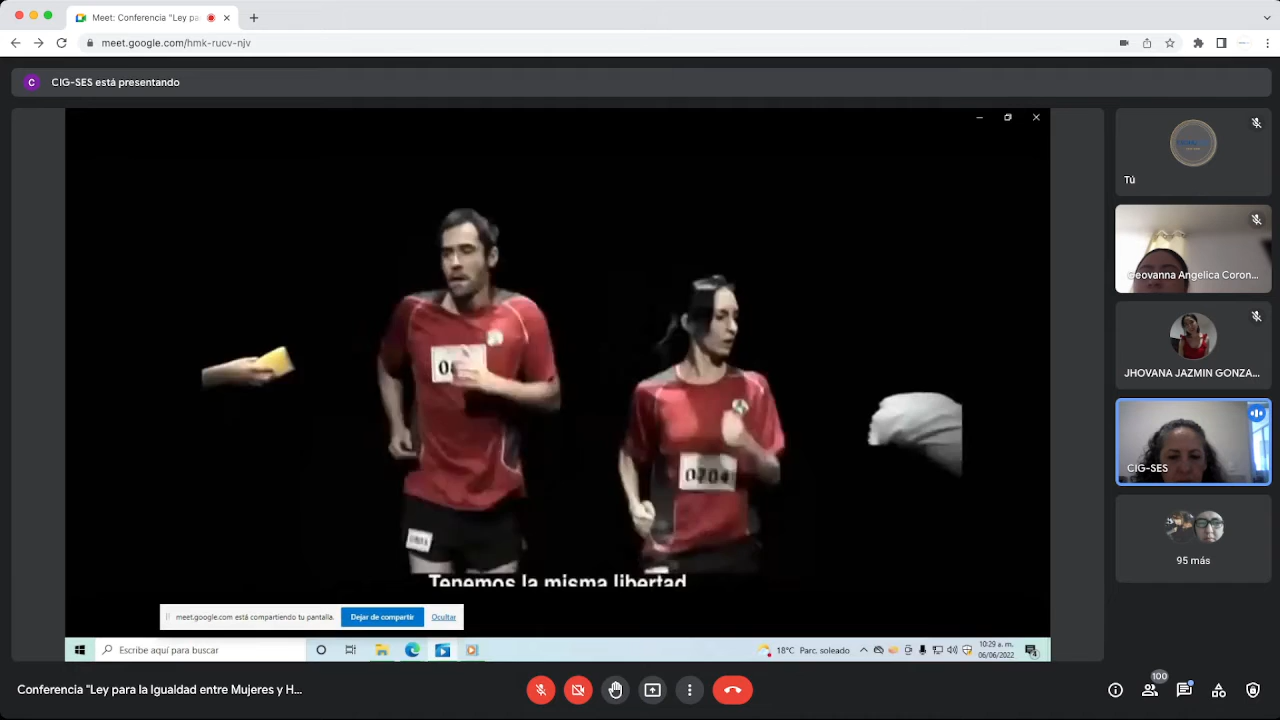 Meet: Conferencia "Ley pa
meet.google.com/hmk-rucv-njv
C CIG-SES está presentando
Tú
Geovanna Angelica Coron...
JHOVANA JAZMIN GONZA...
CIG-SES
95 más
0204
Tenemos la misma libertad
meet.google.com está compartiendo tu pantalla.
Dejar de compartir
Ocultar
Escribe aquí para buscar
18°C Parc. soleado
10:29 a. m.
06/06/2022
4
Conferencia "Ley para la Igualdad entre Mujeres y H...
100